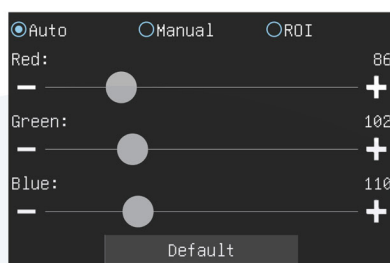 Auto Manual ROI
Red: 86
Green: 102
Blue: 110
Default